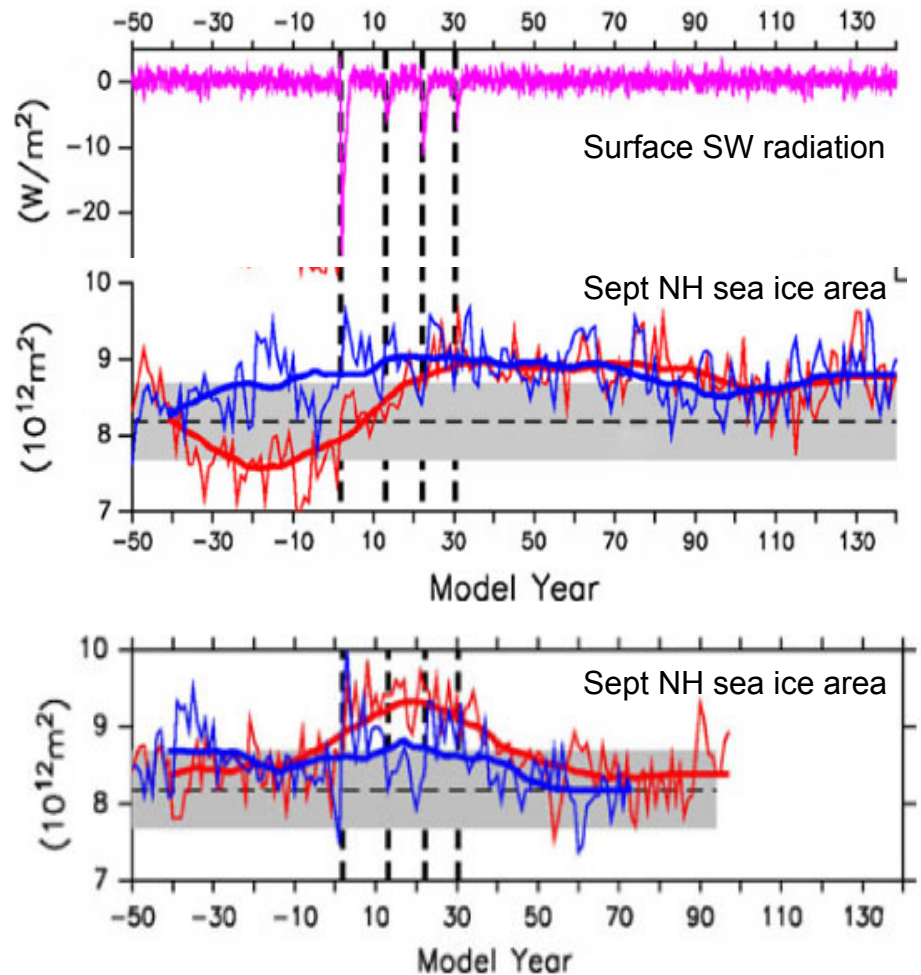 -50 -30 -10 10 30 50 70 90 110 130
0
-10
-20
(W/m²)
Surface SW radiation
10
9
8
7
(10¹²m²)
Sept NH sea ice area
-50 -30 -10 10 30 50 70 90 110 130
Model Year
10
9
8
7
(10¹²m²)
Sept NH sea ice area
-50 -30 -10 10 30 50 70 90 110 130
Model Year